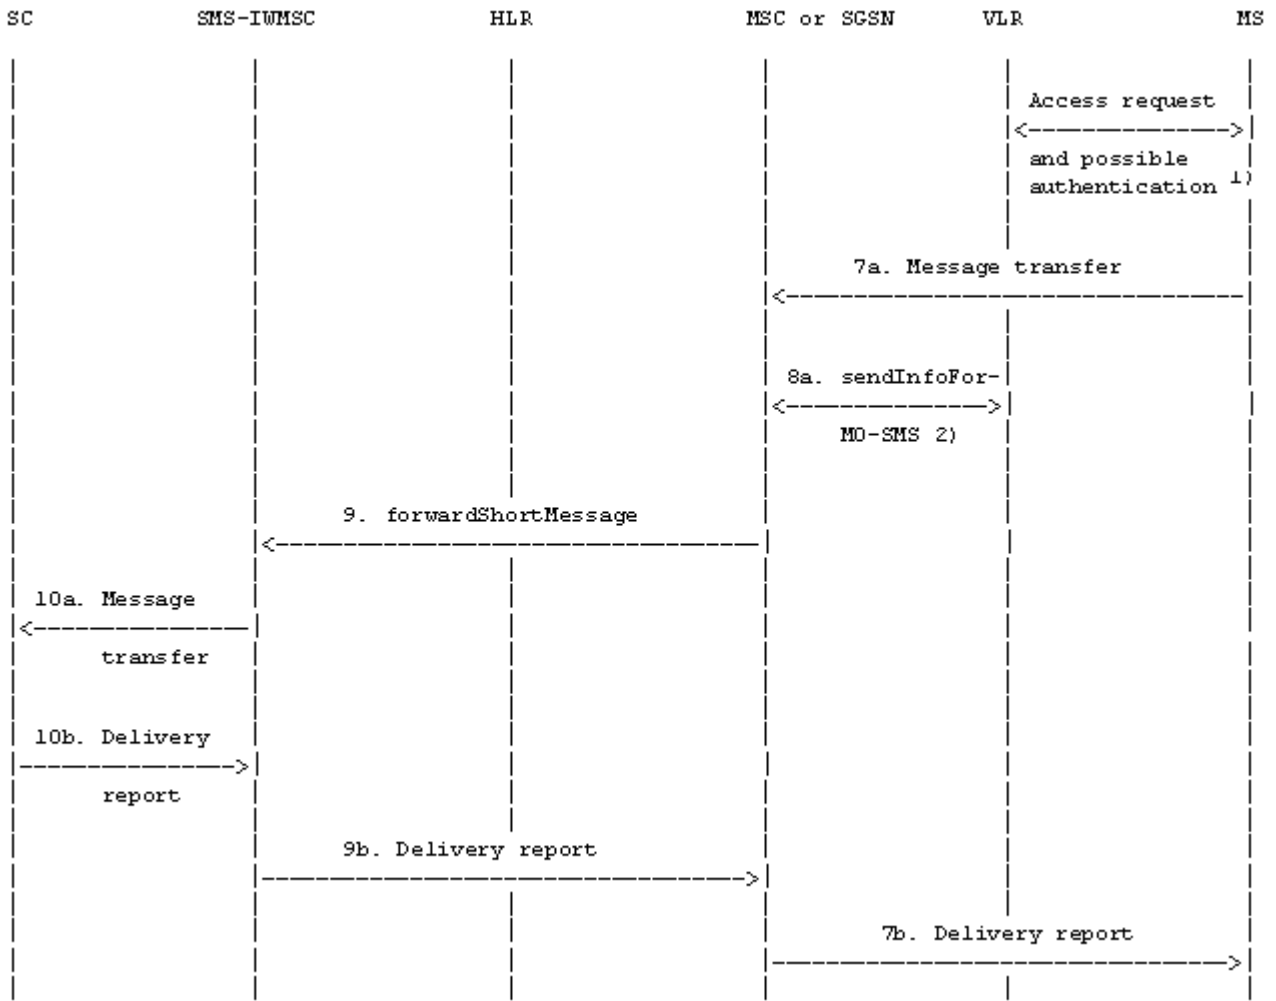 SC SMS-IWMSC HLR MSC or SGSN VLR MS
Access request
and possible
authentication 1)
7a. Message transfer
8a. sendInfoFor-
MO-SMS 2)
9. forwardShortMessage
10a. Message
transfer
10b. Delivery
report
9b. Delivery report
7b. Delivery report